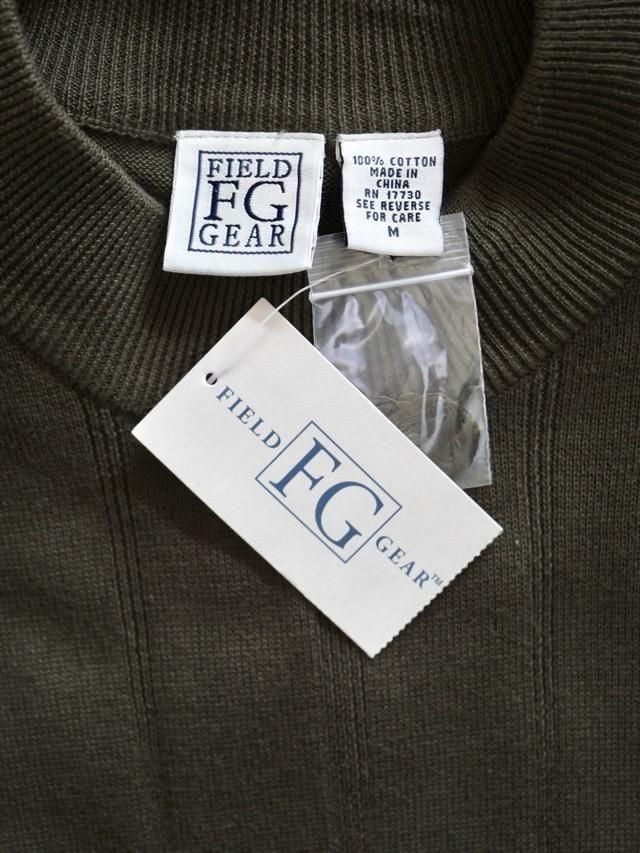 FIELD
FG
GEAR
100% COTTON
MADE IN
CHINA
RN 17730
SEE REVERSE
FOR CARE
M
FIELD
FG
GEAR™